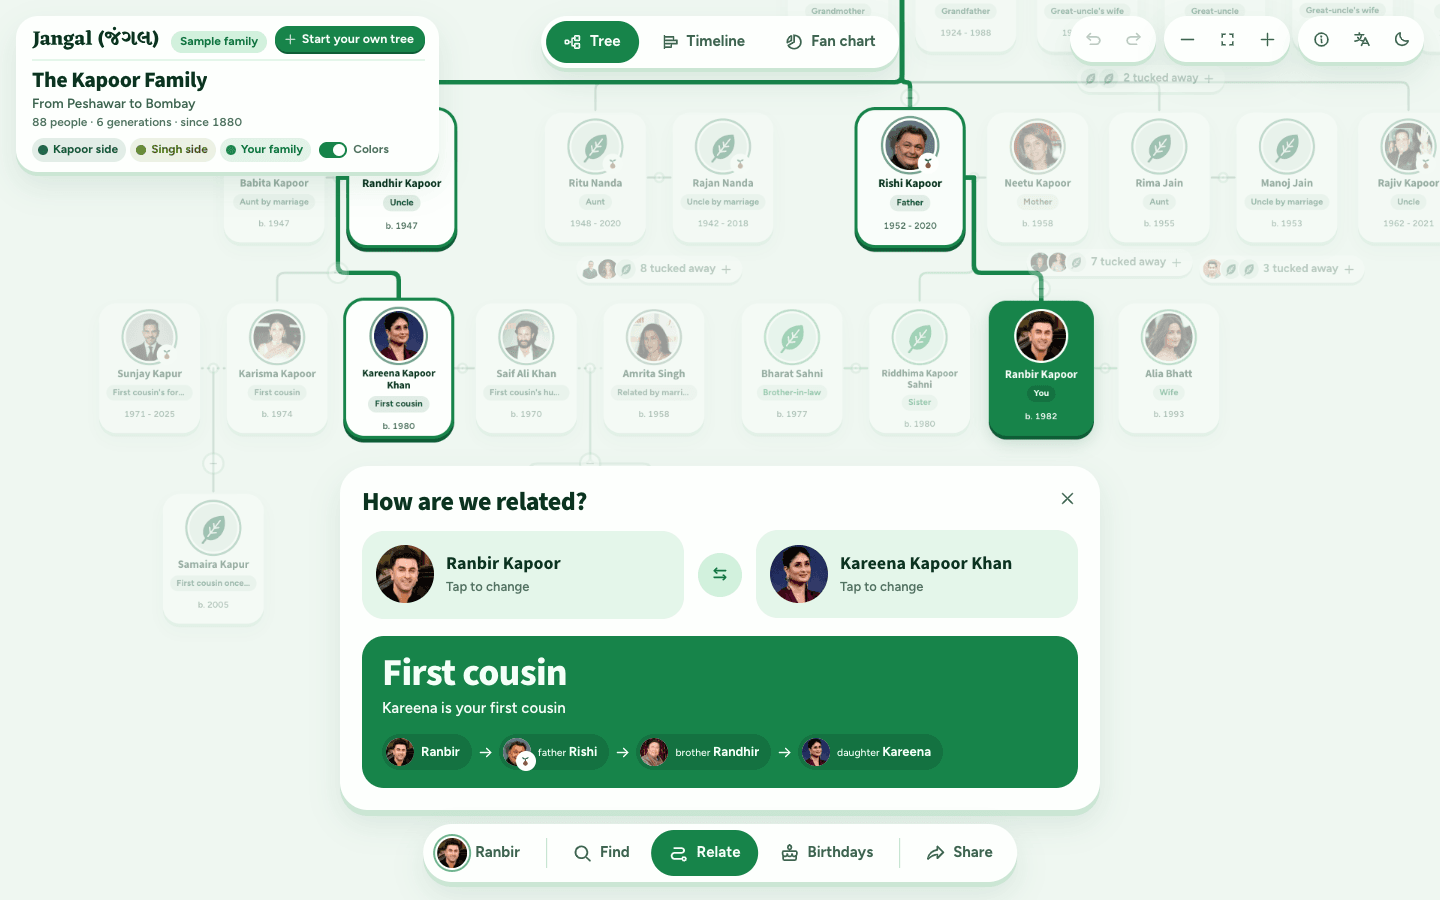 Jangal (જંગલ)
Sample family
+ Start your own tree
The Kapoor Family
From Peshawar to Bombay
88 people · 6 generations · since 1880
Kapoor side
Singh side
Your family
Colors
Tree
Timeline
Fan chart
Grandmother
Grandfather
1924 - 1988
Great-uncle's wife
Great-uncle
Great-uncle's wife
2 tucked away +
Babita Kapoor
Aunt by marriage
b. 1947
Randhir Kapoor
Uncle
b. 1947
Ritu Nanda
Aunt
1948 - 2020
Rajan Nanda
Uncle by marriage
1942 - 2018
Rishi Kapoor
Father
1952 - 2020
Neetu Kapoor
Mother
b. 1958
Rima Jain
Aunt
b. 1955
Manoj Jain
Uncle by marriage
b. 1953
Rajiv Kapoor
Uncle
1962 - 2021
8 tucked away +
7 tucked away +
3 tucked away +
Sunjay Kapur
First cousin's for...
1971 - 2025
Karisma Kapoor
First cousin
b. 1974
Kareena Kapoor
Khan
First cousin
b. 1980
Saif Ali Khan
First cousin's hu...
b. 1970
Amrita Singh
Related by marri...
b. 1958
Bharat Sahni
Brother-in-law
b. 1977
Riddhima Kapoor
Sahni
Sister
b. 1980
Ranbir Kapoor
You
b. 1982
Alia Bhatt
Wife
b. 1993
Samaira Kapur
First cousin once...
b. 2005
How are we related?
Ranbir Kapoor
Tap to change
Kareena Kapoor Khan
Tap to change
First cousin
Kareena is your first cousin
Ranbir → father Rishi → brother Randhir → daughter Kareena
Ranbir
Find
Relate
Birthdays
Share